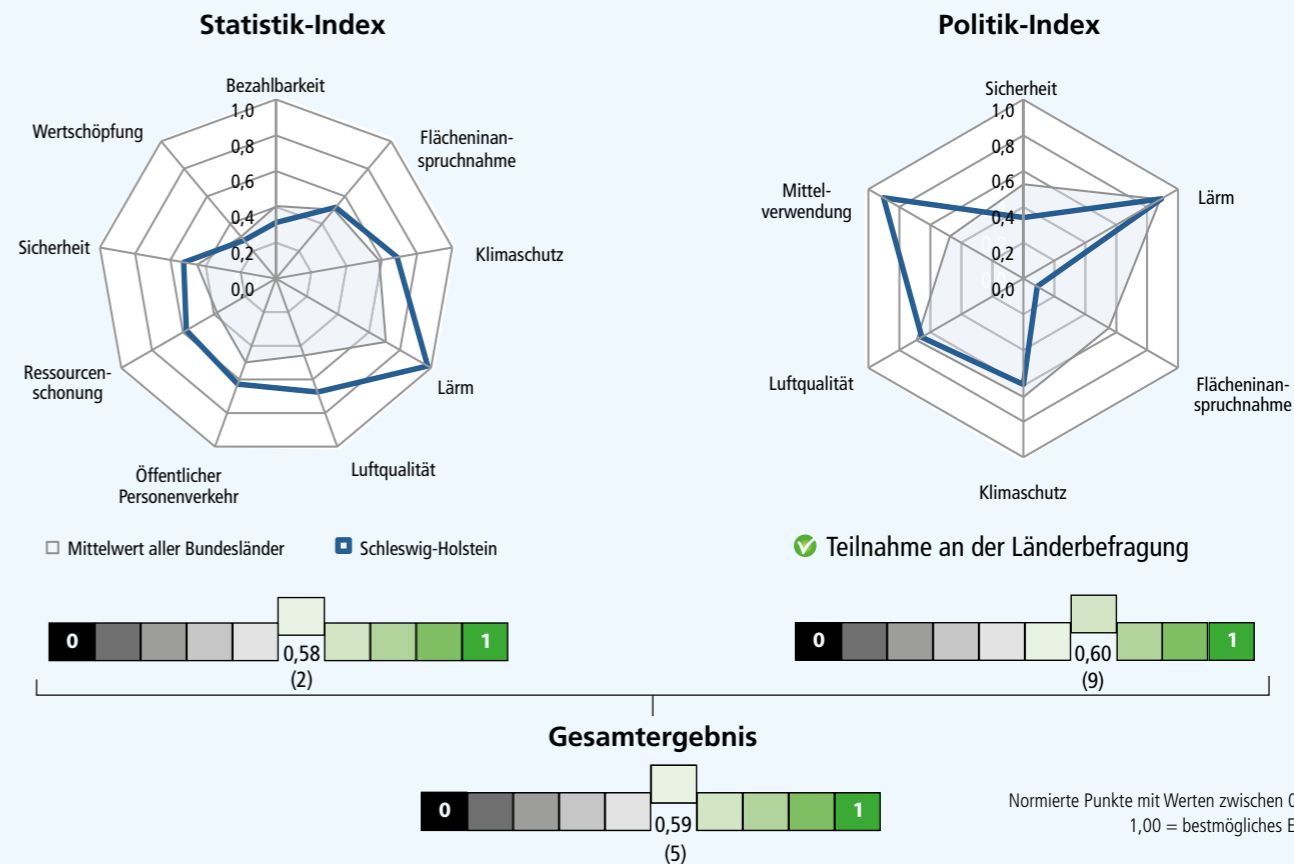 Statistik-Index
Bezahlbarkeit
1,0
0,8
0,6
0,4
0,2
0,0
Flächeninan-
spruchnahme
Klimaschutz
Lärm
Luftqualität
Öffentlicher
Personenverkehr
Ressourcen-
schonung
Sicherheit
Wertschöpfung
Mittelwert aller Bundesländer
Schleswig-Holstein
0
1
0,58
(2)
Politik-Index
Sicherheit
1,0
0,8
0,6
0,4
0,2
0,0
Lärm
Flächeninan-
spruchnahme
Klimaschutz
Luftqualität
Mittel-
verwendung
Teilnahme an der Länderbefragung
0
1
0,60
(9)
Gesamtergebnis
0
1
0,59
(5)
Normierte Punkte mit Werten zwischen 0
1,00 = bestmögliches E